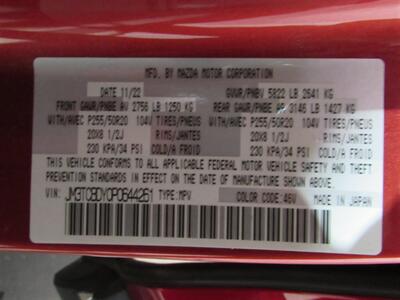 MFD. BY MAZDA MOTOR CORPORATION
DATE 11/22 GVWR/PNBV 5822 LB 2641 KG
FRONT GAWR/PNBE AV 2756 LB 1250 KG REAR GAWR/PNBE AR 3146 LB 1427 KG
WITH/AVEC P255/50R20 104V TIRES/PNEUS WITH/AVEC P255/50R20 104V TIRES/PNEUS
20X8 1/2J RIMS/JANTES 20X8 1/2J RIMS/JANTES
230 KPA/34 PSI COLD/A FROID 230 KPA/34 PSI COLD/A FROID
THIS VEHICLE CONFORMS TO ALL APPLICABLE FEDERAL MOTOR VEHICLE SAFETY AND THEFT
PREVENTION STANDARDS IN EFFECT ON THE DATE OF MANUFACTURE SHOWN ABOVE.
VIN: JM3TCBDY0P0644261 TYPE:MPV COLOR CODE:46V MADE IN JAPAN